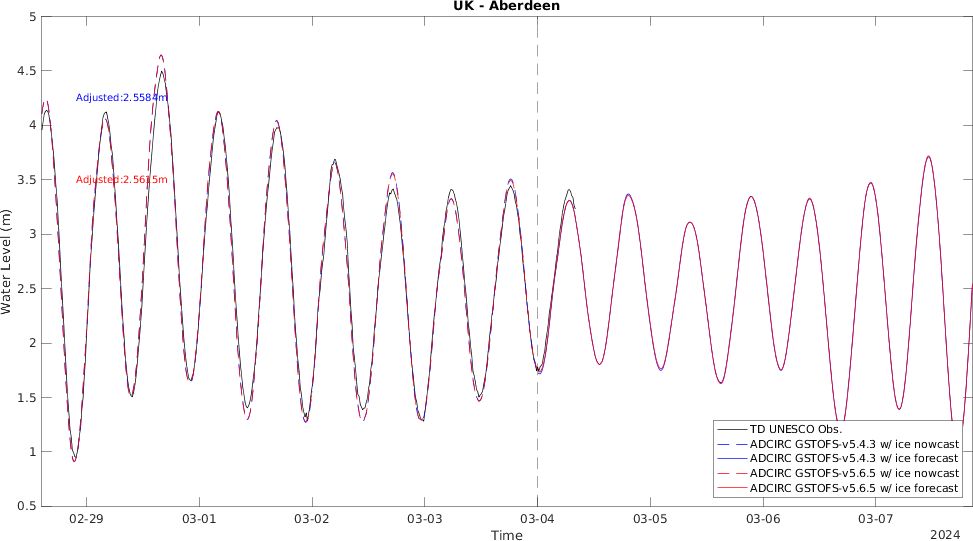 UK - Aberdeen
5
4.5
4
3.5
3
2.5
2
1.5
1
0.5
Water Level (m)
Adjusted:2.5584m
Adjusted:2.5615m
TD UNESCO Obs.
ADCIRC GSTOFS-v5.4.3 w/ ice nowcast
ADCIRC GSTOFS-v5.4.3 w/ ice forecast
ADCIRC GSTOFS-v5.6.5 w/ ice nowcast
ADCIRC GSTOFS-v5.6.5 w/ ice forecast
02-29 03-01 03-02 03-03 03-04 03-05 03-06 03-07
Time
2024